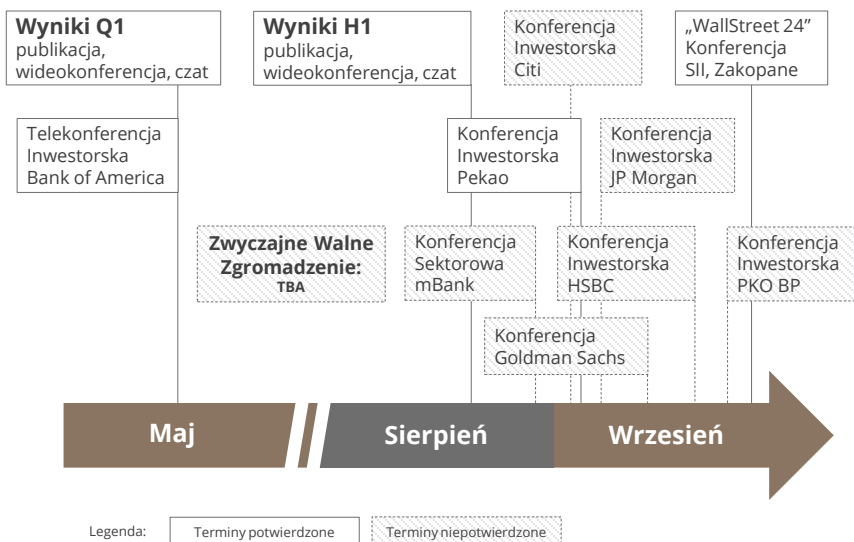 Wyniki Q1
publikacja,
wideokonferencja, czat
Wyniki H1
publikacja,
wideokonferencja, czat
Konferencja
Inwestorska
Citi
„WallStreet 24”
Konferencja
SII, Zakopane
Telekonferencja
Inwestorska
Bank of America
Konferencja
Inwestorska
Pekao
Konferencja
Inwestorska
JP Morgan
Zwyczajne Walne
Zgromadzenie:
TBA
Konferencja
Sektorowa
mBank
Konferencja
Inwestorska
HSBC
Konferencja
Inwestorska
PKO BP
Konferencja
Goldman Sachs
Maj
Sierpień
Wrzesień
Legenda:
Terminy potwierdzone
Terminy niepotwierdzone